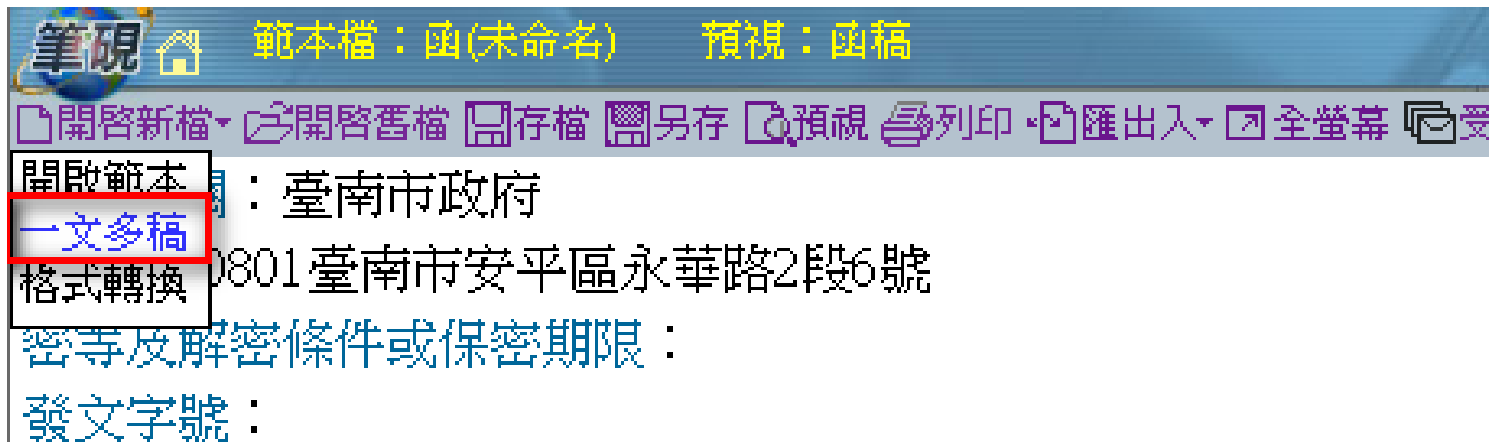 筆硯 範本檔：函(未命名) 預視：函稿
開啓新檔 開啓舊檔 存檔 另存 預視 列印 匯出入 全螢幕 受
開啟範本
：臺南市政府
一文多稿
0801臺南市安平區永華路2段6號
格式轉換
密等及解密條件或保密期限：
發文字號：